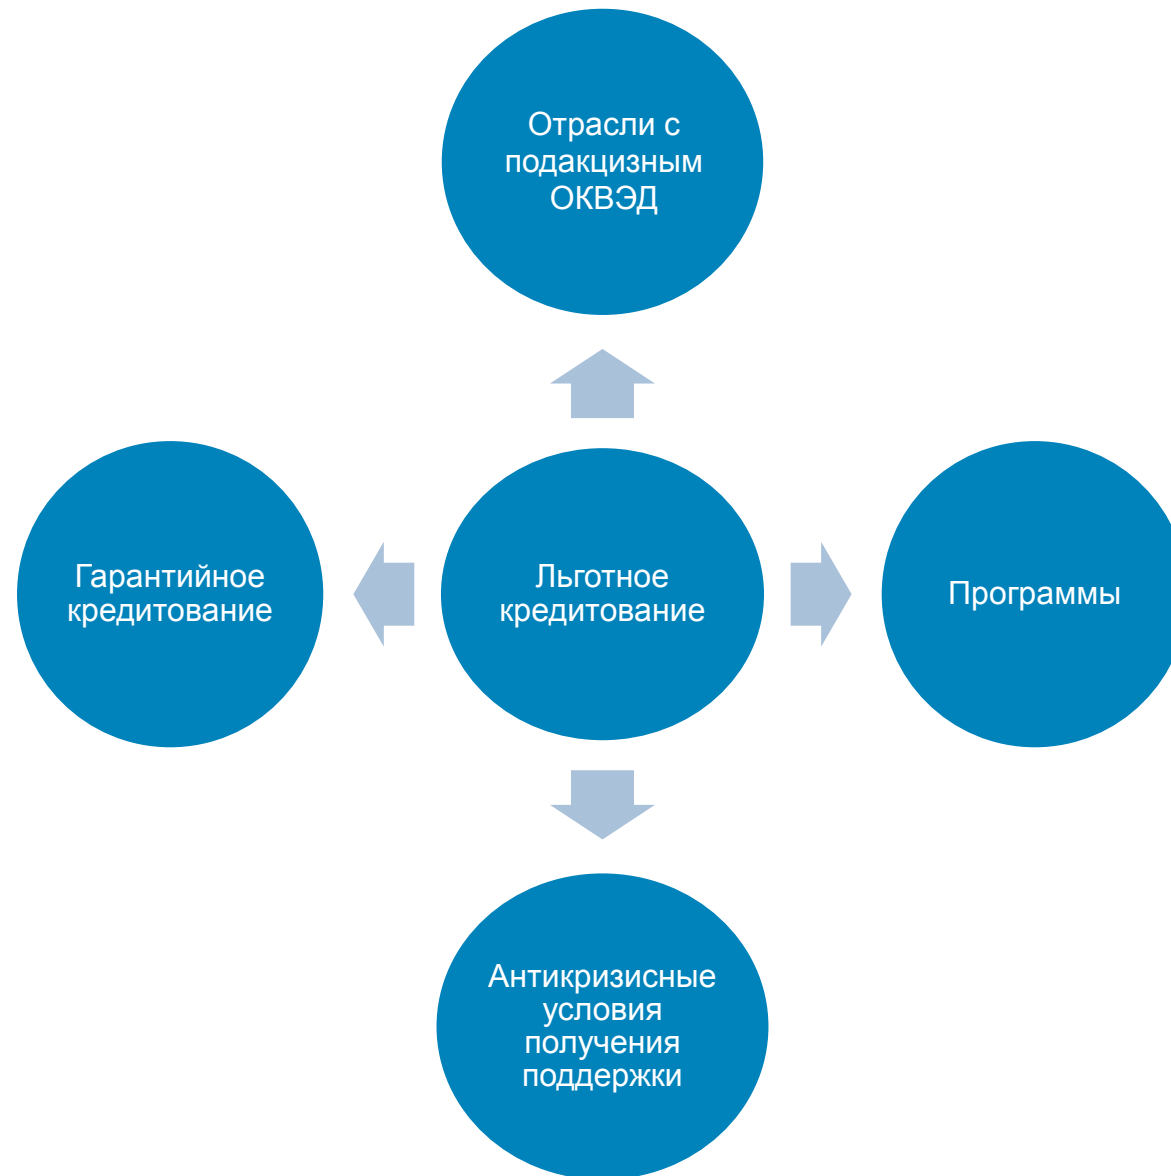 Отрасли с
подакцизным
ОКВЭД
Гарантийное
кредитование
Льготное
кредитование
Программы
Антикризисные
условия
получения
поддержки